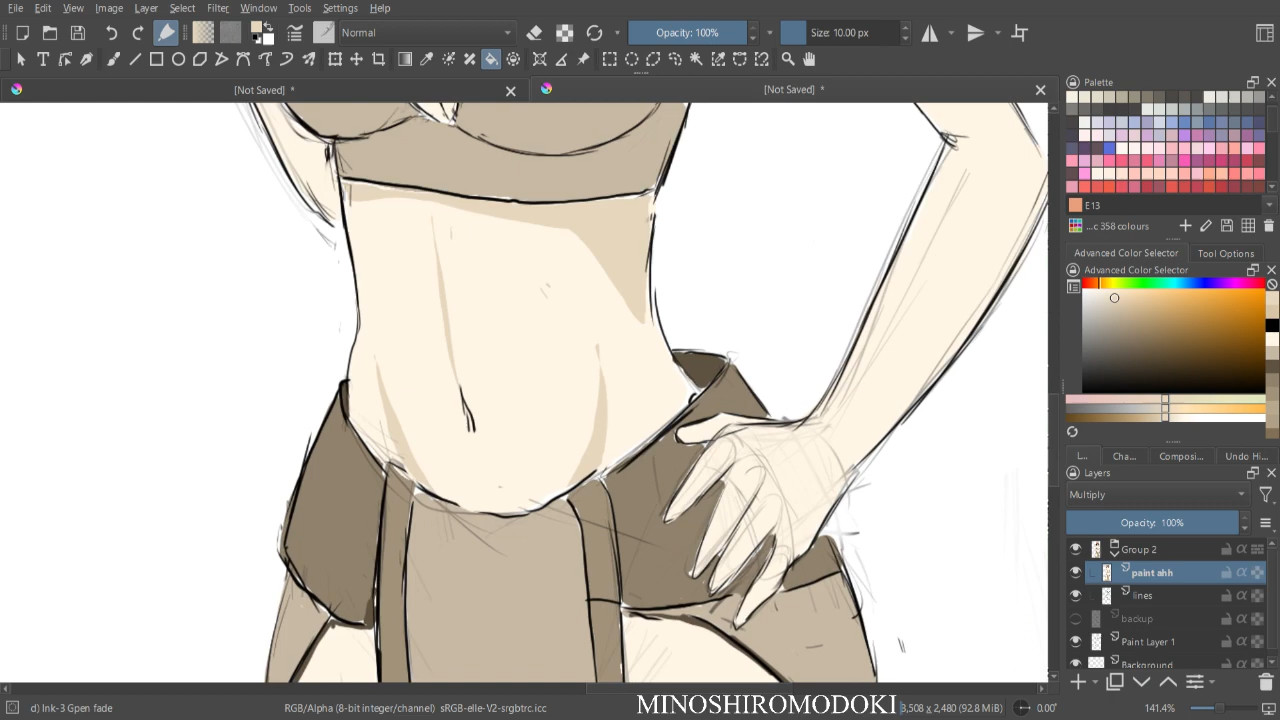 File Edit View Image Layer Select Filter Window Tools Settings Help
Normal Opacity: 100% Size: 10.00 px
[Not Saved] * [Not Saved] *
Palette
E13
...c 358 colours
Advanced Color Selector Tool Options
Advanced Color Selector
L... Cha... Composi... Undo Hi...
Layers
Multiply
Opacity: 100%
Group 2
paint ahh
lines
backup
Paint Layer 1
Background
d) Ink-3 Gpen fade RGB/Alpha (8-bit integer/channel) sRGB-elle-V2-srgbtrc.icc MINOSHIROMODOKI 3,508 x 2,480 (92.8 MiB) 0.00° 141.4%